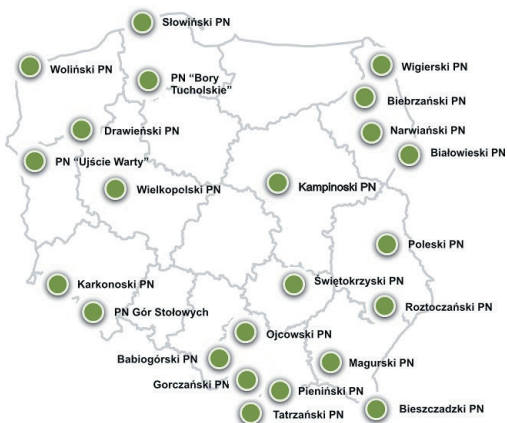 Słowiński PN
Woliński PN
Wigierski PN
PN “Bory
Tucholskie”
Biebrzański PN
Drawieński PN
Narwiański PN
Białowieski PN
PN “Ujście Warty”
Wielkopolski PN
Kampinoski PN
Poleski PN
Karkonoski PN
Świętokrzyski PN
Roztoczański PN
PN Gór Stołowych
Ojcowski PN
Babiogórski PN
Magurski PN
Gorczański PN
Pieniński PN
Tatrzański PN
Bieszczadzki PN